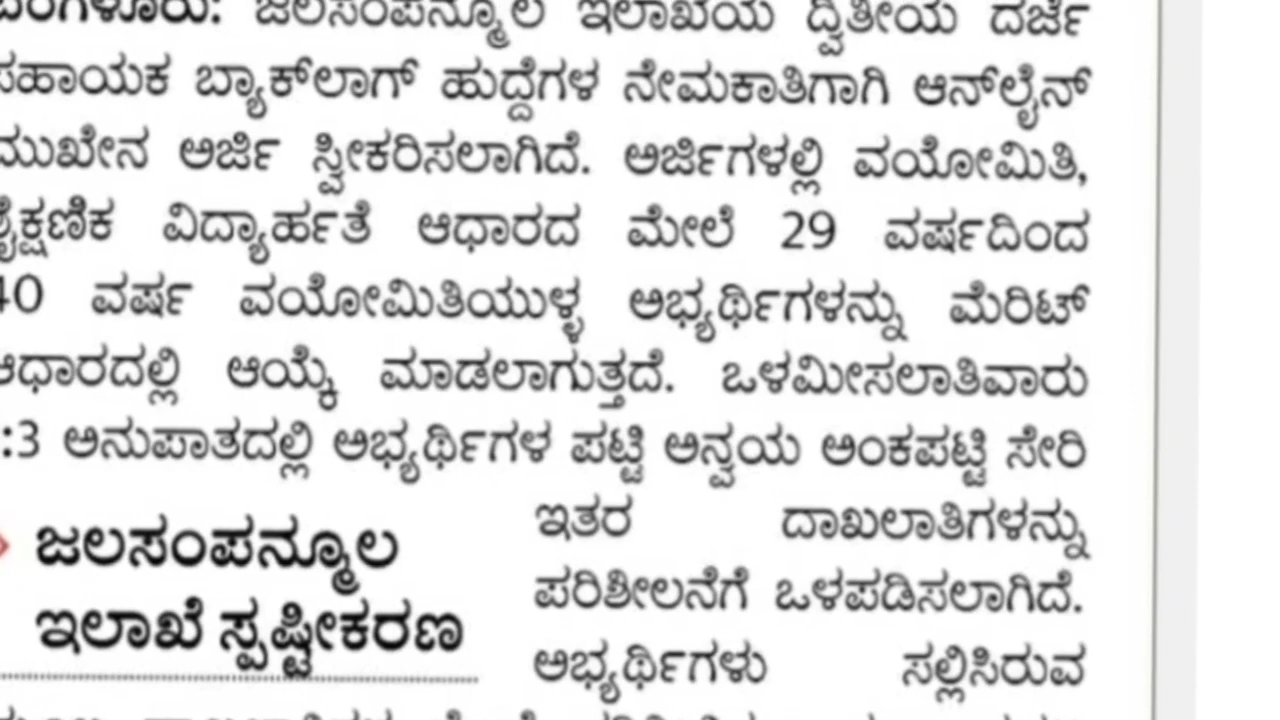 ಬೆಂಗಳೂರು: ಜಲಸಂಪನ್ಮೂಲ ಇಲಾಖೆಯ ದ್ವಿತೀಯ ದರ್ಜೆ
ಸಹಾಯಕ ಬ್ಯಾಕ್‌ಲಾಗ್ ಹುದ್ದೆಗಳ ನೇಮಕಾತಿಗಾಗಿ ಆನ್‌ಲೈನ್
ಮುಖೇನ ಅರ್ಜಿ ಸ್ವೀಕರಿಸಲಾಗಿದೆ. ಅರ್ಜಿಗಳಲ್ಲಿ ವಯೋಮಿತಿ,
ಶೈಕ್ಷಣಿಕ ವಿದ್ಯಾರ್ಹತೆ ಆಧಾರದ ಮೇಲೆ 29 ವರ್ಷದಿಂದ
40 ವರ್ಷ ವಯೋಮಿತಿಯುಳ್ಳ ಅಭ್ಯರ್ಥಿಗಳನ್ನು ಮೆರಿಟ್
ಆಧಾರದಲ್ಲಿ ಆಯ್ಕೆ ಮಾಡಲಾಗುತ್ತದೆ. ಒಳಮೀಸಲಾತಿವಾರು
:3 ಅನುಪಾತದಲ್ಲಿ ಅಭ್ಯರ್ಥಿಗಳ ಪಟ್ಟಿ ಅನ್ವಯ ಅಂಕಪಟ್ಟಿ ಸೇರಿ
ಇತರ ದಾಖಲಾತಿಗಳನ್ನು
ಪರಿಶೀಲನೆಗೆ ಒಳಪಡಿಸಲಾಗಿದೆ.
ಅಭ್ಯರ್ಥಿಗಳು ಸಲ್ಲಿಸಿರುವ
ಜಲಸಂಪನ್ಮೂಲ
ಇಲಾಖೆ ಸ್ಪಷ್ಟೀಕರಣ